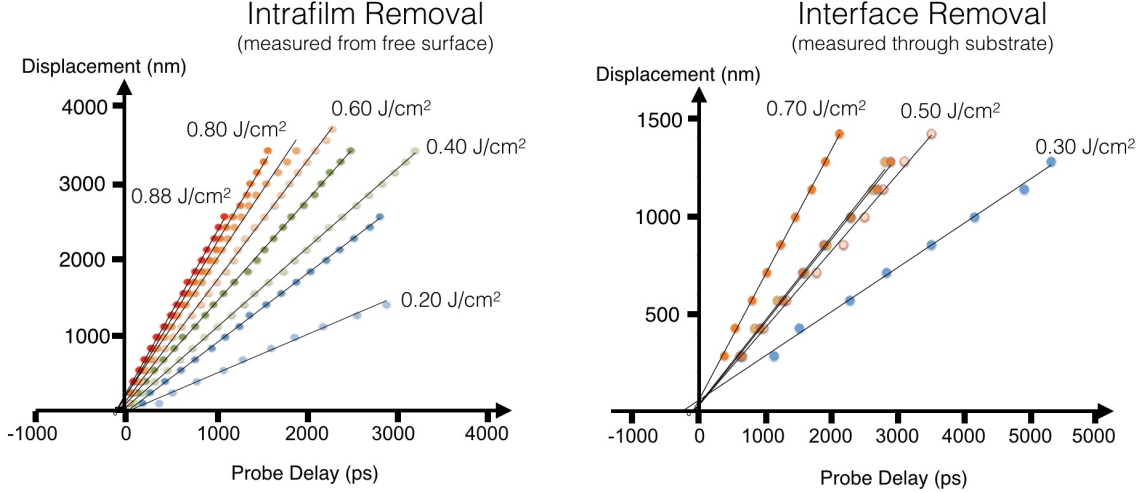 Intrafilm Removal
(measured from free surface)
Displacement (nm)
4000
3000
2000
1000
0
0.88 J/cm²
0.80 J/cm²
0.60 J/cm²
0.40 J/cm²
0.20 J/cm²
-1000
0
1000
2000
3000
4000
Probe Delay (ps)
Interface Removal
(measured through substrate)
Displacement (nm)
1500
1000
500
0
0.70 J/cm²
0.50 J/cm²
0.30 J/cm²
-1000
0
1000
2000
3000
4000
5000
5000
Probe Delay (ps)